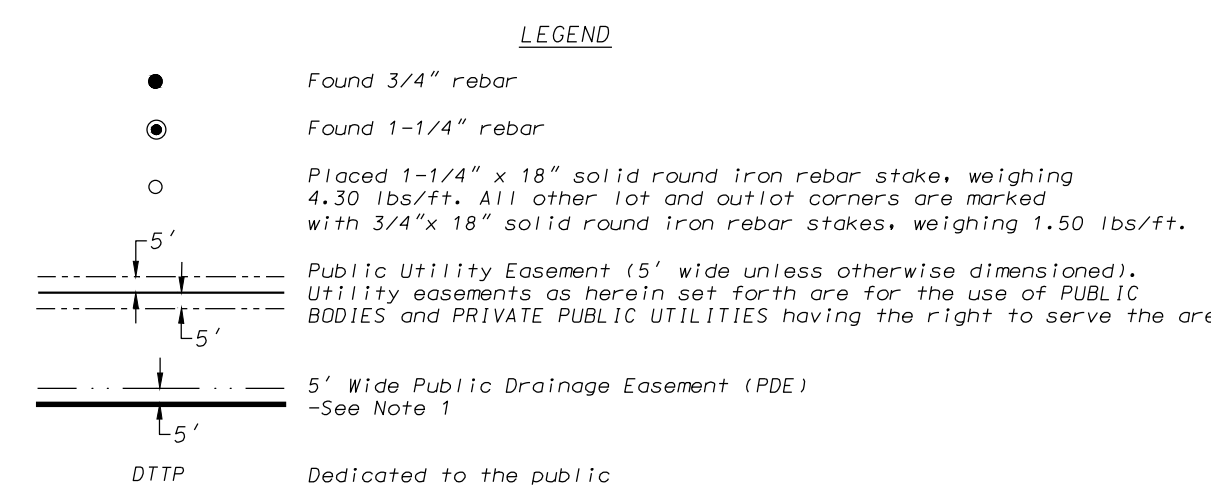 LEGEND
Found 3/4" rebar
Found 1-1/4" rebar
Placed 1-1/4" x 18" solid round iron rebar stake, weighing
4.30 lbs/ft. All other lot and outlot corners are marked
with 3/4"x 18" solid round iron rebar stakes, weighing 1.50 lbs/ft.
5'
Public Utility Easement (5' wide unless otherwise dimensioned).
Utility easements as herein set forth are for the use of PUBLIC
BODIES and PRIVATE PUBLIC UTILITIES having the right to serve the
5'
5' Wide Public Drainage Easement (PDE)
-See Note 1
5'
DTTP Dedicated to the public